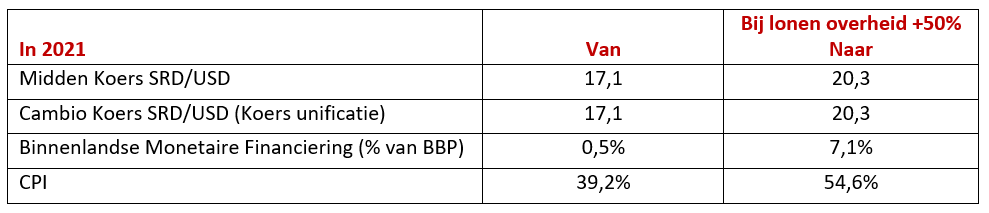 Bij lonen overheid +50%
In 2021 Van Naar
Midden Koers SRD/USD 17,1 20,3
Cambio Koers SRD/USD (Koers unificatie) 17,1 20,3
Binnenlandse Monetaire Financiering (% van BBP) 0,5% 7,1%
CPI 39,2% 54,6%